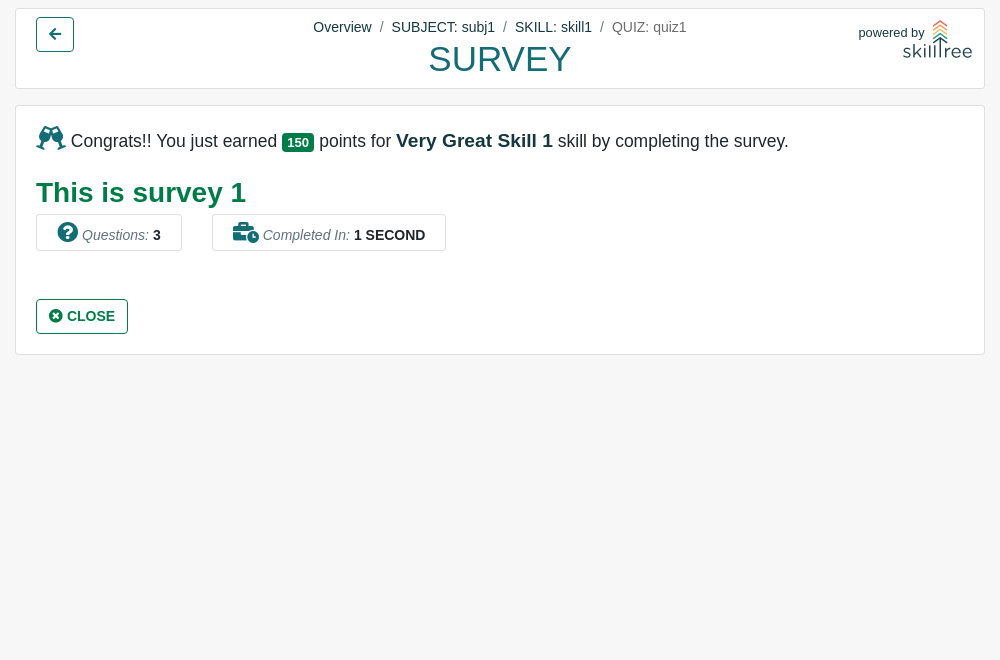 Overview / SUBJECT: subj1 / SKILL: skill1 / QUIZ: quiz1
SURVEY
powered by
skilltree
Congrats!! You just earned 150 points for Very Great Skill 1 skill by completing the survey.
This is survey 1
Questions: 3
Completed In: 1 SECOND
CLOSE